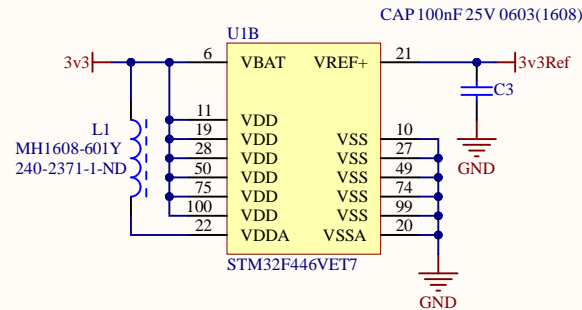 CAP 100nF 25V 0603(1608)
U1B
3v3
6
VBAT
VREF+
21
3v3Ref
C3
11
VDD
L1
19
VDD
VSS
10
MH1608-601Y
28
VDD
VSS
27
GND
240-2371-1-ND
50
VDD
VSS
49
75
VDD
VSS
74
100
VDD
VSS
99
22
VDDA
VSSA
20
STM32F446VET7
GND